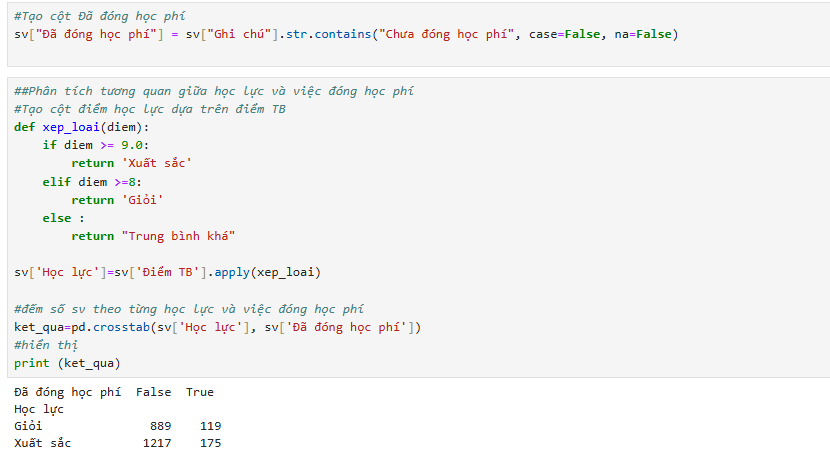 #Tạo cột Đã đóng học phí
sv["Đã đóng học phí"] = sv["Ghi chú"].str.contains("Chưa đóng học phí", case=False, na=False)
##Phân tích tương quan giữa học lực và việc đóng học phí
#Tạo cột điểm học lực dựa trên điểm TB
def xep_loai(diem):
    if diem >= 9.0:
        return 'Xuất sắc'
    elif diem >=8:
        return 'Giỏi'
    else :
        return "Trung bình khá"
sv['Học lực']=sv['Điểm TB'].apply(xep_loai)
#đếm số sv theo từng học lực và việc đóng học phí
ket_qua=pd.crosstab(sv['Học lực'], sv['Đã đóng học phí'])
#hiển thị
print (ket_qua)
Đã đóng học phí  False  True
Học lực
Giỏi               889   119
Xuất sắc          1217   175